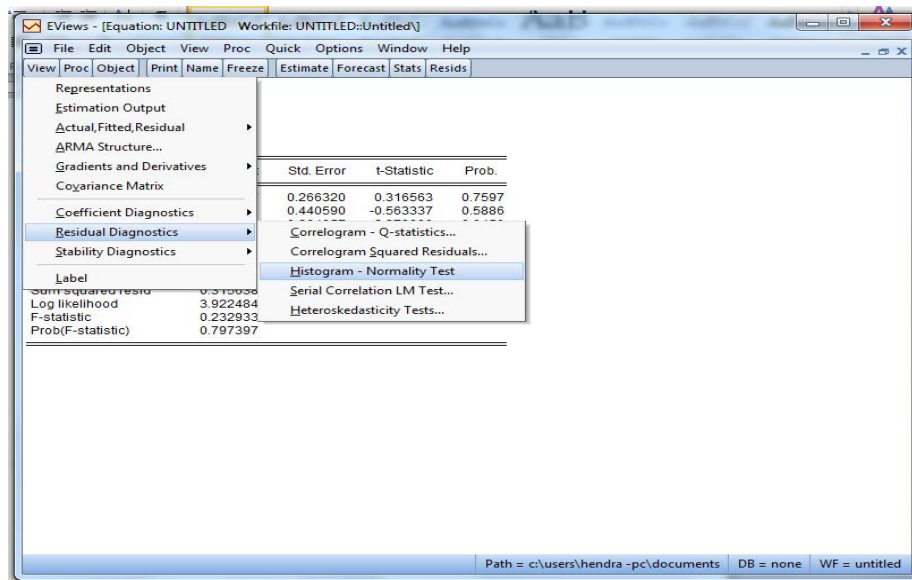 EViews - [Equation: UNTITLED Workfile: UNTITLED::Untitled\]
File Edit Object View Proc Quick Options Window Help
View Proc Object Print Name Freeze Estimate Forecast Stats Resids
Representations
Estimation Output
Actual,Fitted,Residual
ARMA Structure...
Gradients and Derivatives
Covariance Matrix
Coefficient Diagnostics
Residual Diagnostics
Stability Diagnostics
Label
Std. Error t-Statistic Prob.
0.266320 0.316563 0.7597
0.440590 -0.563337 0.5886
Correlogram - Q-statistics...
Correlogram Squared Residuals...
Histogram - Normality Test
Serial Correlation LM Test...
Heteroskedasticity Tests...
Sum squared resid 0.315038
Log likelihood 3.922484
F-statistic 0.232933
Prob(F-statistic) 0.797397
Path = c:\users\hendra -pc\documents DB = none WF = untitled